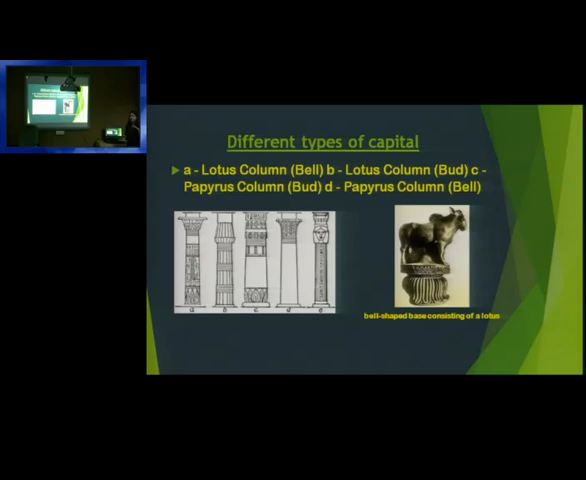 Different types of capital
a - Lotus Column (Bell) b - Lotus Column (Bud) c -
Papyrus Column (Bud) d - Papyrus Column (Bell)
a b c d e
bell-shaped base consisting of a lotus